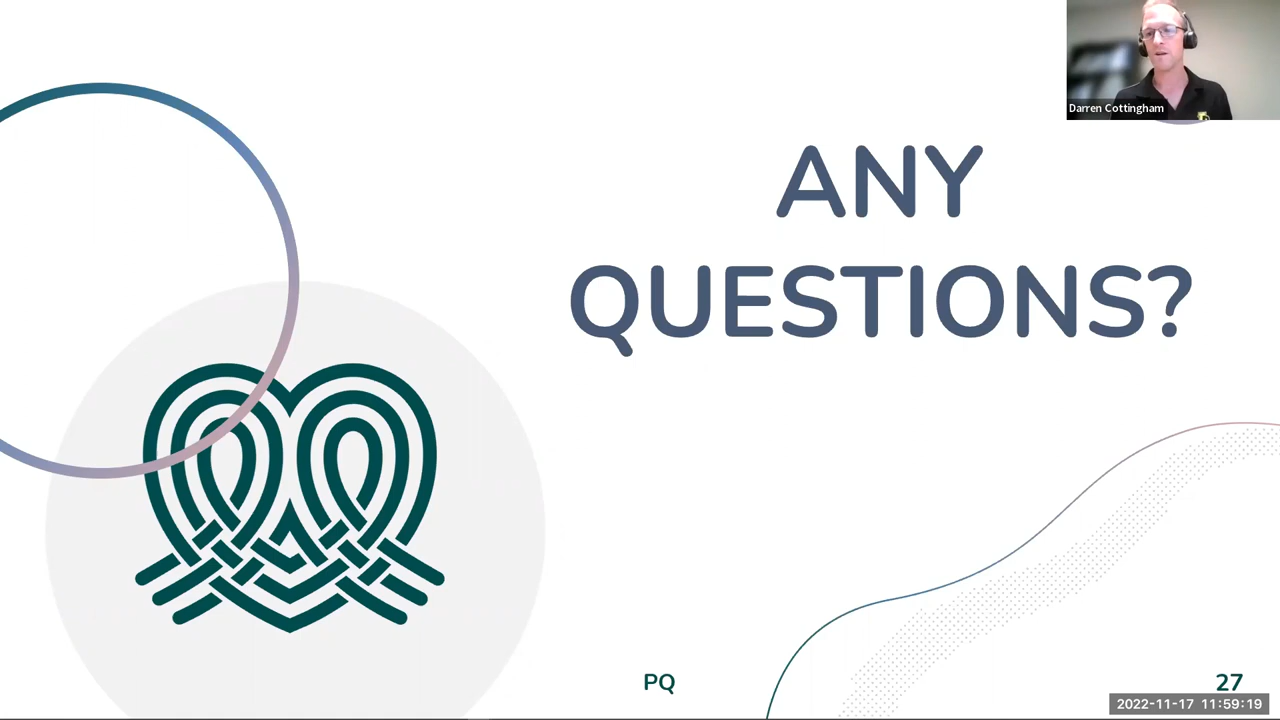 Darren Cottingham
ANY
QUESTIONS?
PQ
27
2022-11-17 11:59:19